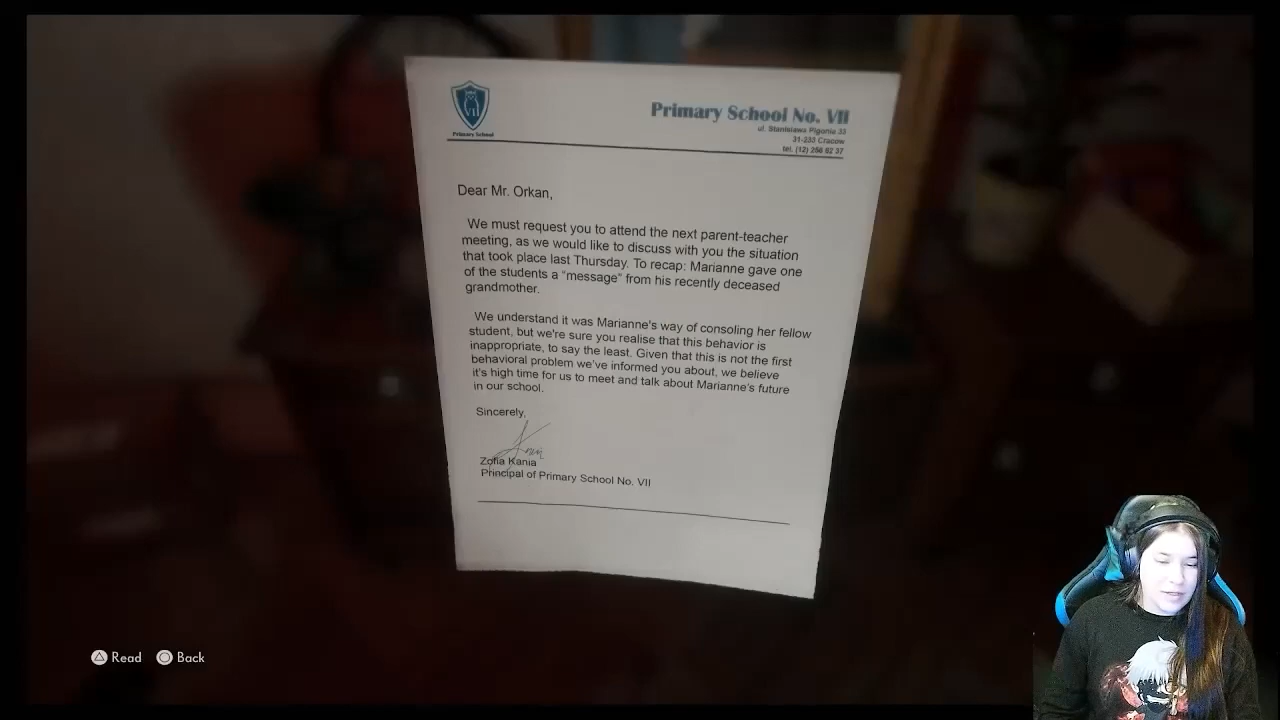 VII
Primary School
Primary School No. VII
ul. Stanisława Pigonia 33
31-233 Cracow
tel. (12) 256 62 37
Dear Mr. Orkan,
We must request you to attend the next parent-teacher
meeting, as we would like to discuss with you the situation
that took place last Thursday. To recap: Marianne gave one
of the students a “message” from his recently deceased
grandmother.
We understand it was Marianne's way of consoling her fellow
student, but we're sure you realise that this behavior is
inappropriate, to say the least. Given that this is not the first
behavioral problem we've informed you about, we believe
it's high time for us to meet and talk about Marianne's future
in our school.
Sincerely,
Zofia Kania
Principal of Primary School No. VII
Read Back